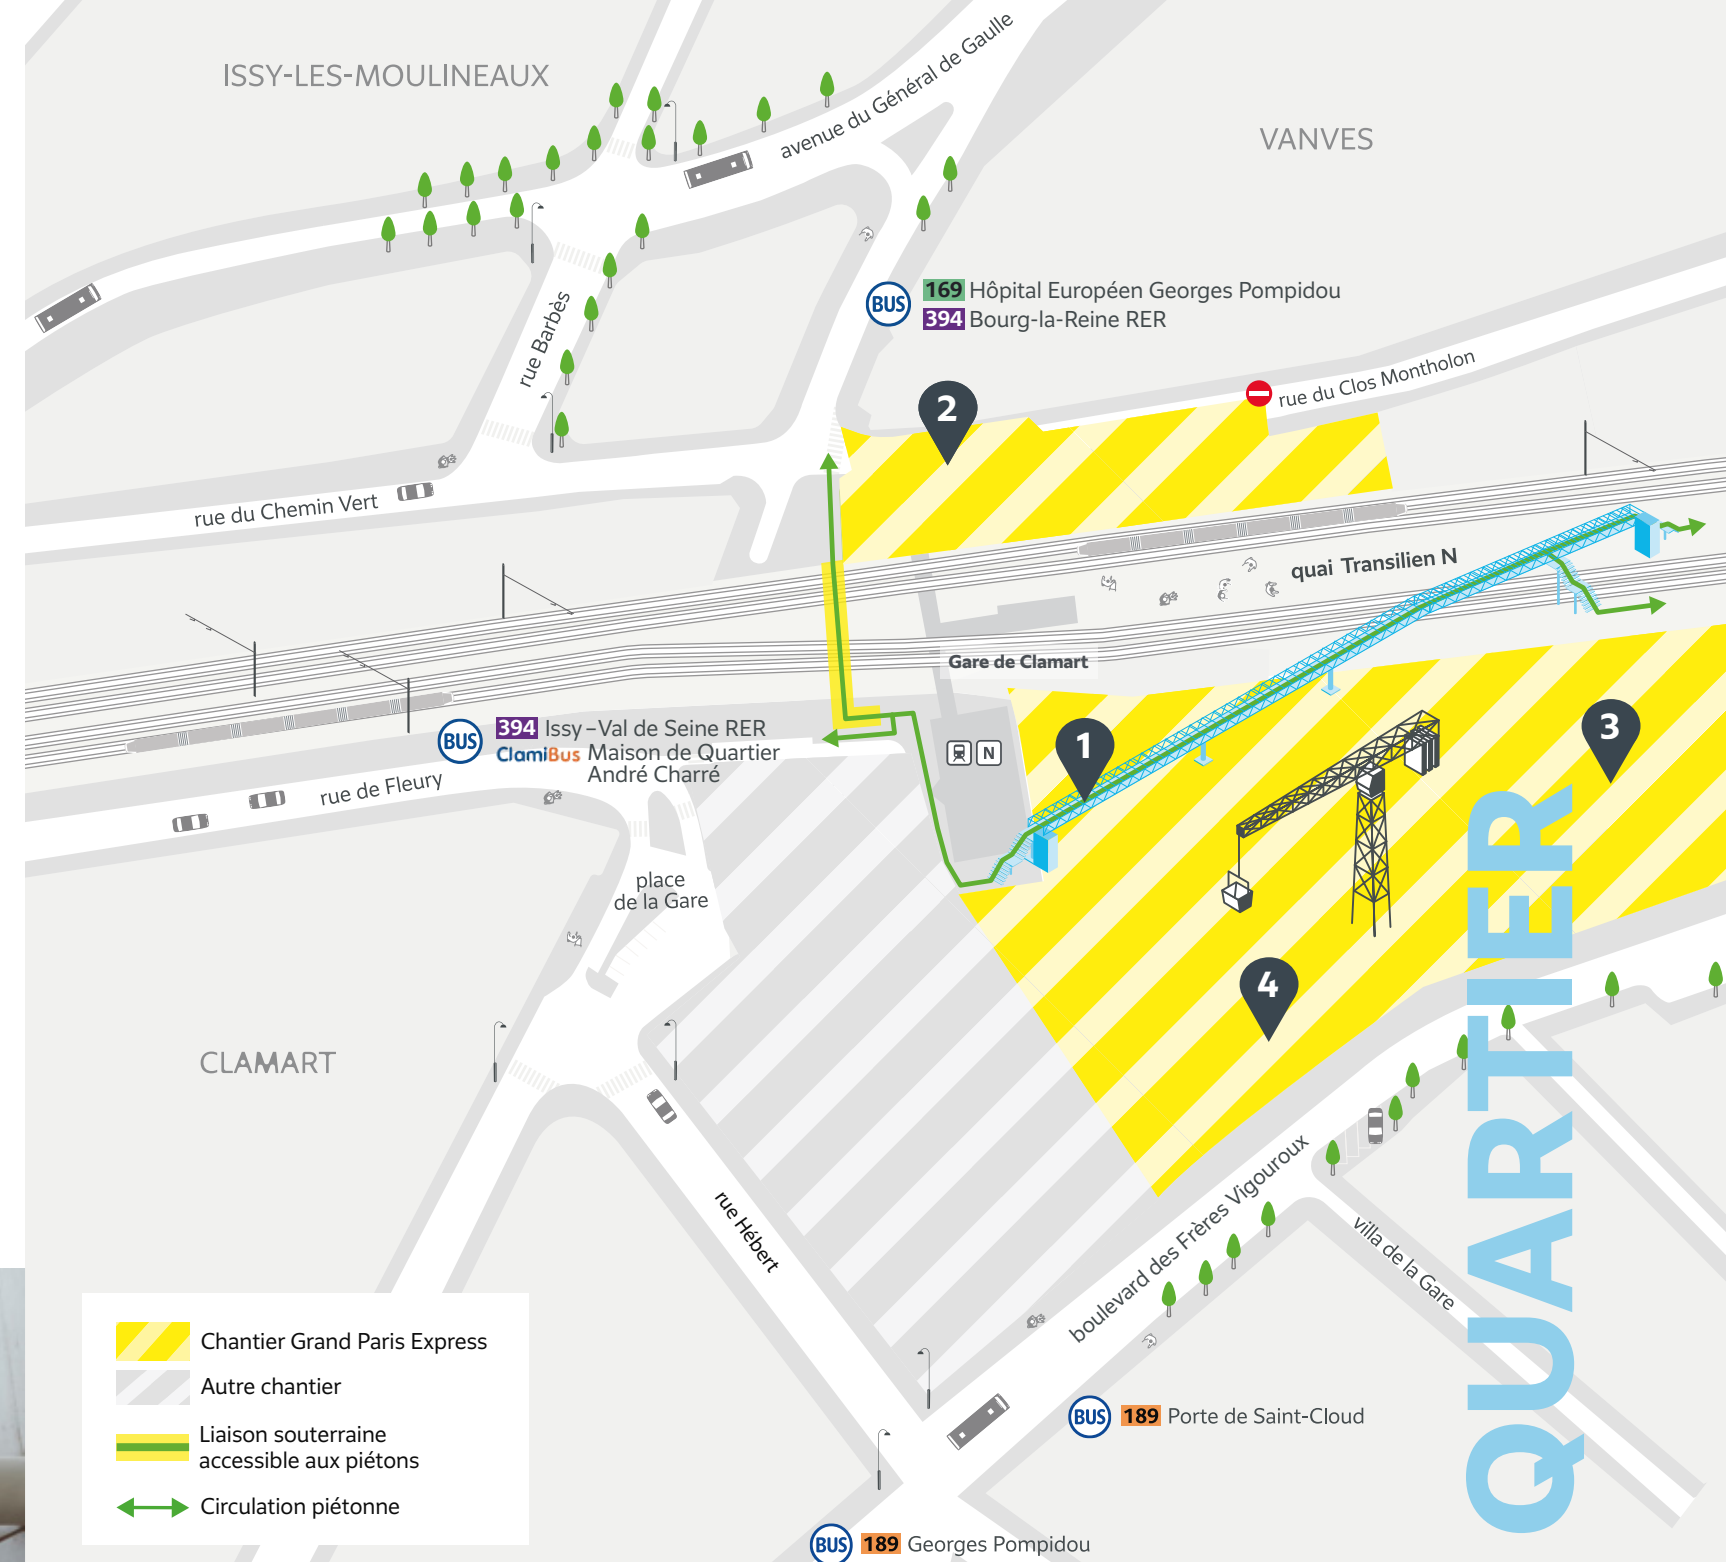 ISSY-LES-MOULINEAUX
avenue du Général de Gaulle
VANVES
BUS 169 Hôpital Européen Georges Pompidou
394 Bourg-la-Reine RER
rue Barbès
rue du Clos Montholon
2
rue du Chemin Vert
quai Transilien N
Gare de Clamart
BUS 394 Issy – Val de Seine RER
ClamiBus Maison de Quartier
André Charré
N
1
3
rue de Fleury
place
de la Gare
4
CLAMART
QUARTIER
rue Hébert
boulevard des Frères Vigouroux
villa de la Gare
Chantier Grand Paris Express
Autre chantier
Liaison souterraine
accessible aux piétons
Circulation piétonne
BUS 189 Porte de Saint-Cloud
BUS 189 Georges Pompidou